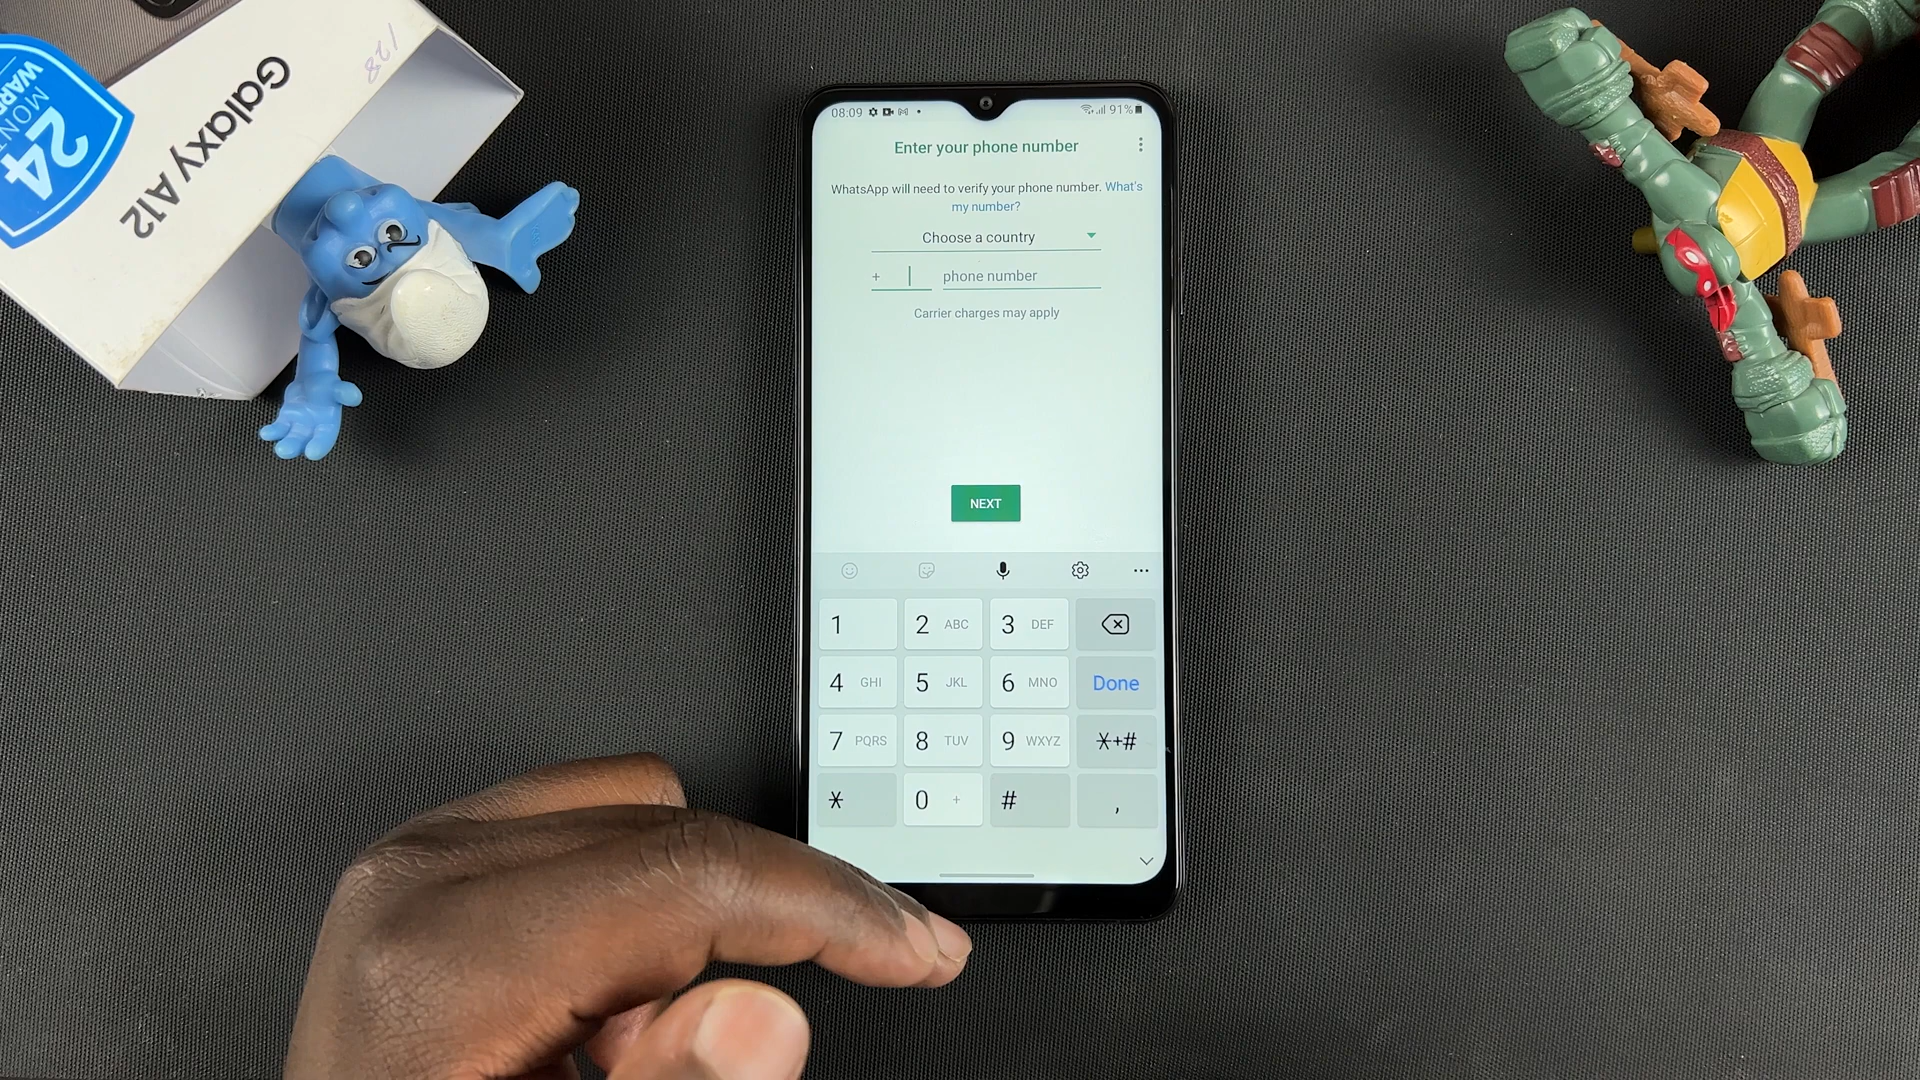 Galaxy A12
128
24
MONT
WARR
08:09
91%
Enter your phone number
WhatsApp will need to verify your phone number. What's
my number?
Choose a country
+ phone number
Carrier charges may apply
NEXT
1 2 ABC 3 DEF
4 GHI 5 JKL 6 MNO Done
7 PQRS 8 TUV 9 WXYZ *+#
* 0 + # ,